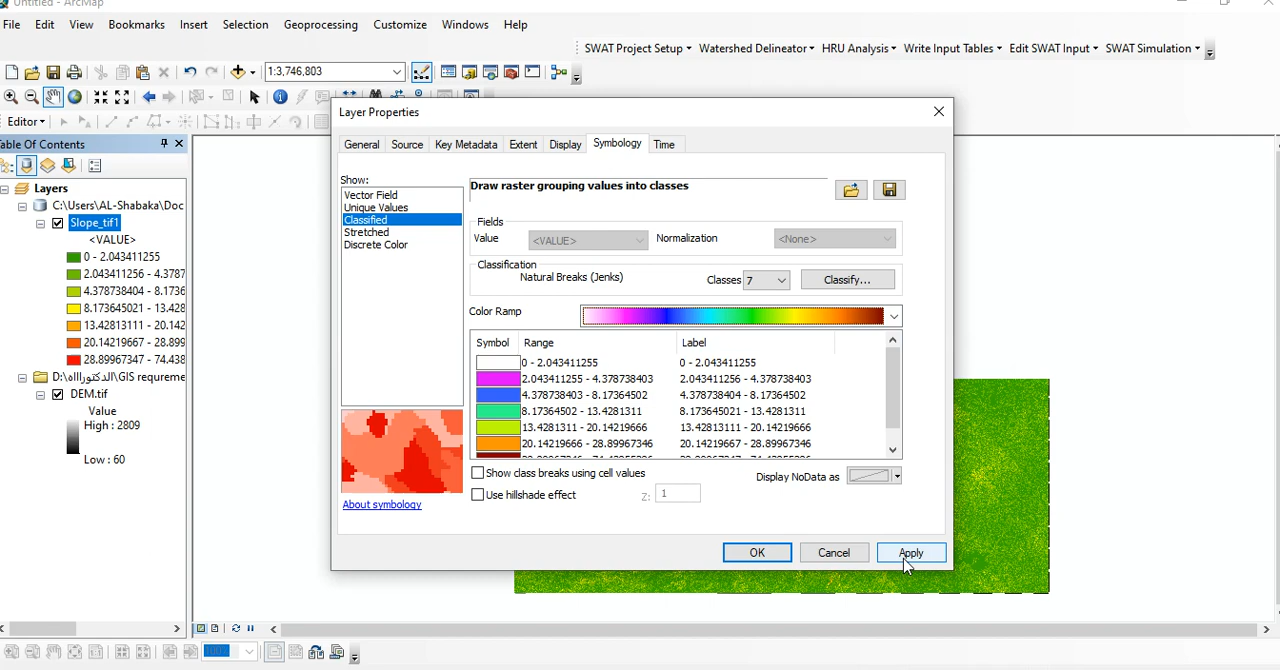 Untitled - ArcMap
File Edit View Bookmarks Insert Selection Geoprocessing Customize Windows Help
SWAT Project Setup Watershed Delineator HRU Analysis Write Input Tables Edit SWAT Input SWAT Simulation
1:3,746,803
Layer Properties
Editor
Table Of Contents
General Source Key Metadata Extent Display Symbology Time
Layers
C:\Users\AL-Shabaka\Doc
Slope_tif1
<VALUE>
0 - 2.043411255
2.043411256 - 4.3787
4.378738404 - 8.1736
8.173645021 - 13.428
13.42813111 - 20.142
20.14219667 - 28.899
28.89967347 - 74.438
D:\الدكتوراااه\GIS requreme
DEM.tif
Value
High : 2809
Low : 60
Show:
Vector Field
Unique Values
Classified
Stretched
Discrete Color
About symbology
Draw raster grouping values into classes
Fields
Value <VALUE> Normalization <None>
Classification
Natural Breaks (Jenks) Classes 7 Classify...
Color Ramp
Symbol Range Label
0 - 2.043411255 0 - 2.043411255
2.043411255 - 4.378738403 2.043411256 - 4.378738403
4.378738403 - 8.17364502 4.378738404 - 8.17364502
8.17364502 - 13.4281311 8.173645021 - 13.4281311
13.4281311 - 20.14219666 13.42813111 - 20.14219666
20.14219666 - 28.89967346 20.14219667 - 28.89967346
Show class breaks using cell values Display NoData as
Use hillshade effect Z: 1
OK Cancel Apply
100